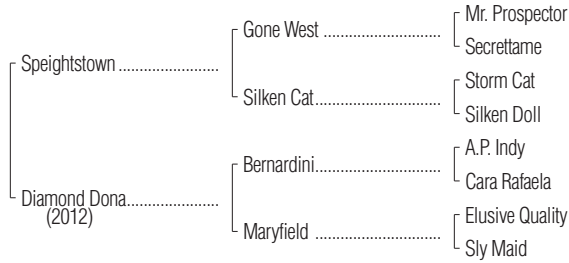 Mr. Prospector
Gone West
Secrettame
Speightstown
Storm Cat
Silken Cat
Silken Doll
A.P. Indy
Bernardini
Cara Rafaela
Diamond Dona
(2012)
Elusive Quality
Maryfield
Sly Maid